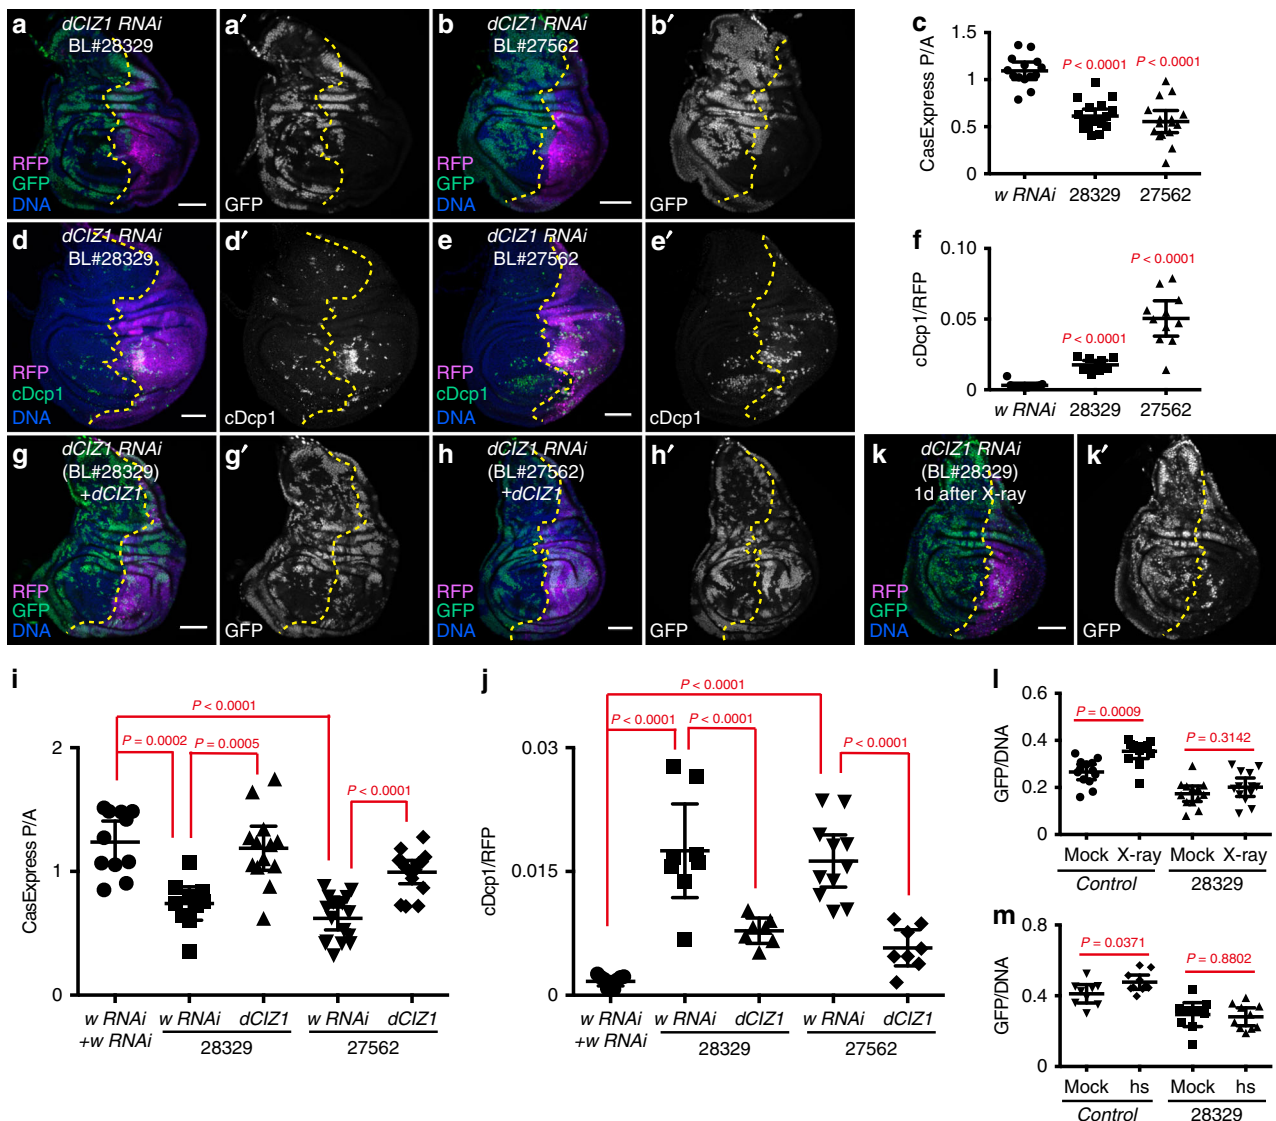 a
dCIZ1 RNAi
BL#28329
RFP
GFP
DNA
a′
GFP
b
dCIZ1 RNAi
BL#27562
RFP
GFP
DNA
b′
GFP
c
CasExpress P/A
1.5
1
0.5
0
P < 0.0001
P < 0.0001
w RNAi
28329
27562
d
dCIZ1 RNAi
BL#28329
RFP
cDcp1
DNA
d′
cDcp1
e
dCIZ1 RNAi
BL#27562
RFP
cDcp1
DNA
e′
cDcp1
f
cDcp1/RFP
0.10
0.05
0
P < 0.0001
P < 0.0001
w RNAi
28329
27562
g
dCIZ1 RNAi
(BL#28329)
+dCIZ1
RFP
GFP
DNA
g′
GFP
h
dCIZ1 RNAi
(BL#27562)
+dCIZ1
RFP
GFP
DNA
h′
GFP
k
dCIZ1 RNAi
(BL#28329)
1d after X-ray
RFP
GFP
DNA
k′
GFP
i
CasExpress P/A
2
1
0
P < 0.0001
P = 0.0002
P = 0.0005
P < 0.0001
w RNAi
+w RNAi
w RNAi
dCIZ1
28329
w RNAi
dCIZ1
27562
j
cDcp1/RFP
0.03
0.015
0
P < 0.0001
P < 0.0001
P < 0.0001
P < 0.0001
w RNAi
+w RNAi
w RNAi
dCIZ1
28329
w RNAi
dCIZ1
27562
l
GFP/DNA
0.6
0.4
0.2
0
P = 0.0009
P = 0.3142
Mock
X-ray
Mock
X-ray
Control
28329
m
GFP/DNA
0.8
0.4
0
P = 0.0371
P = 0.8802
Mock
hs
Mock
hs
Control
28329